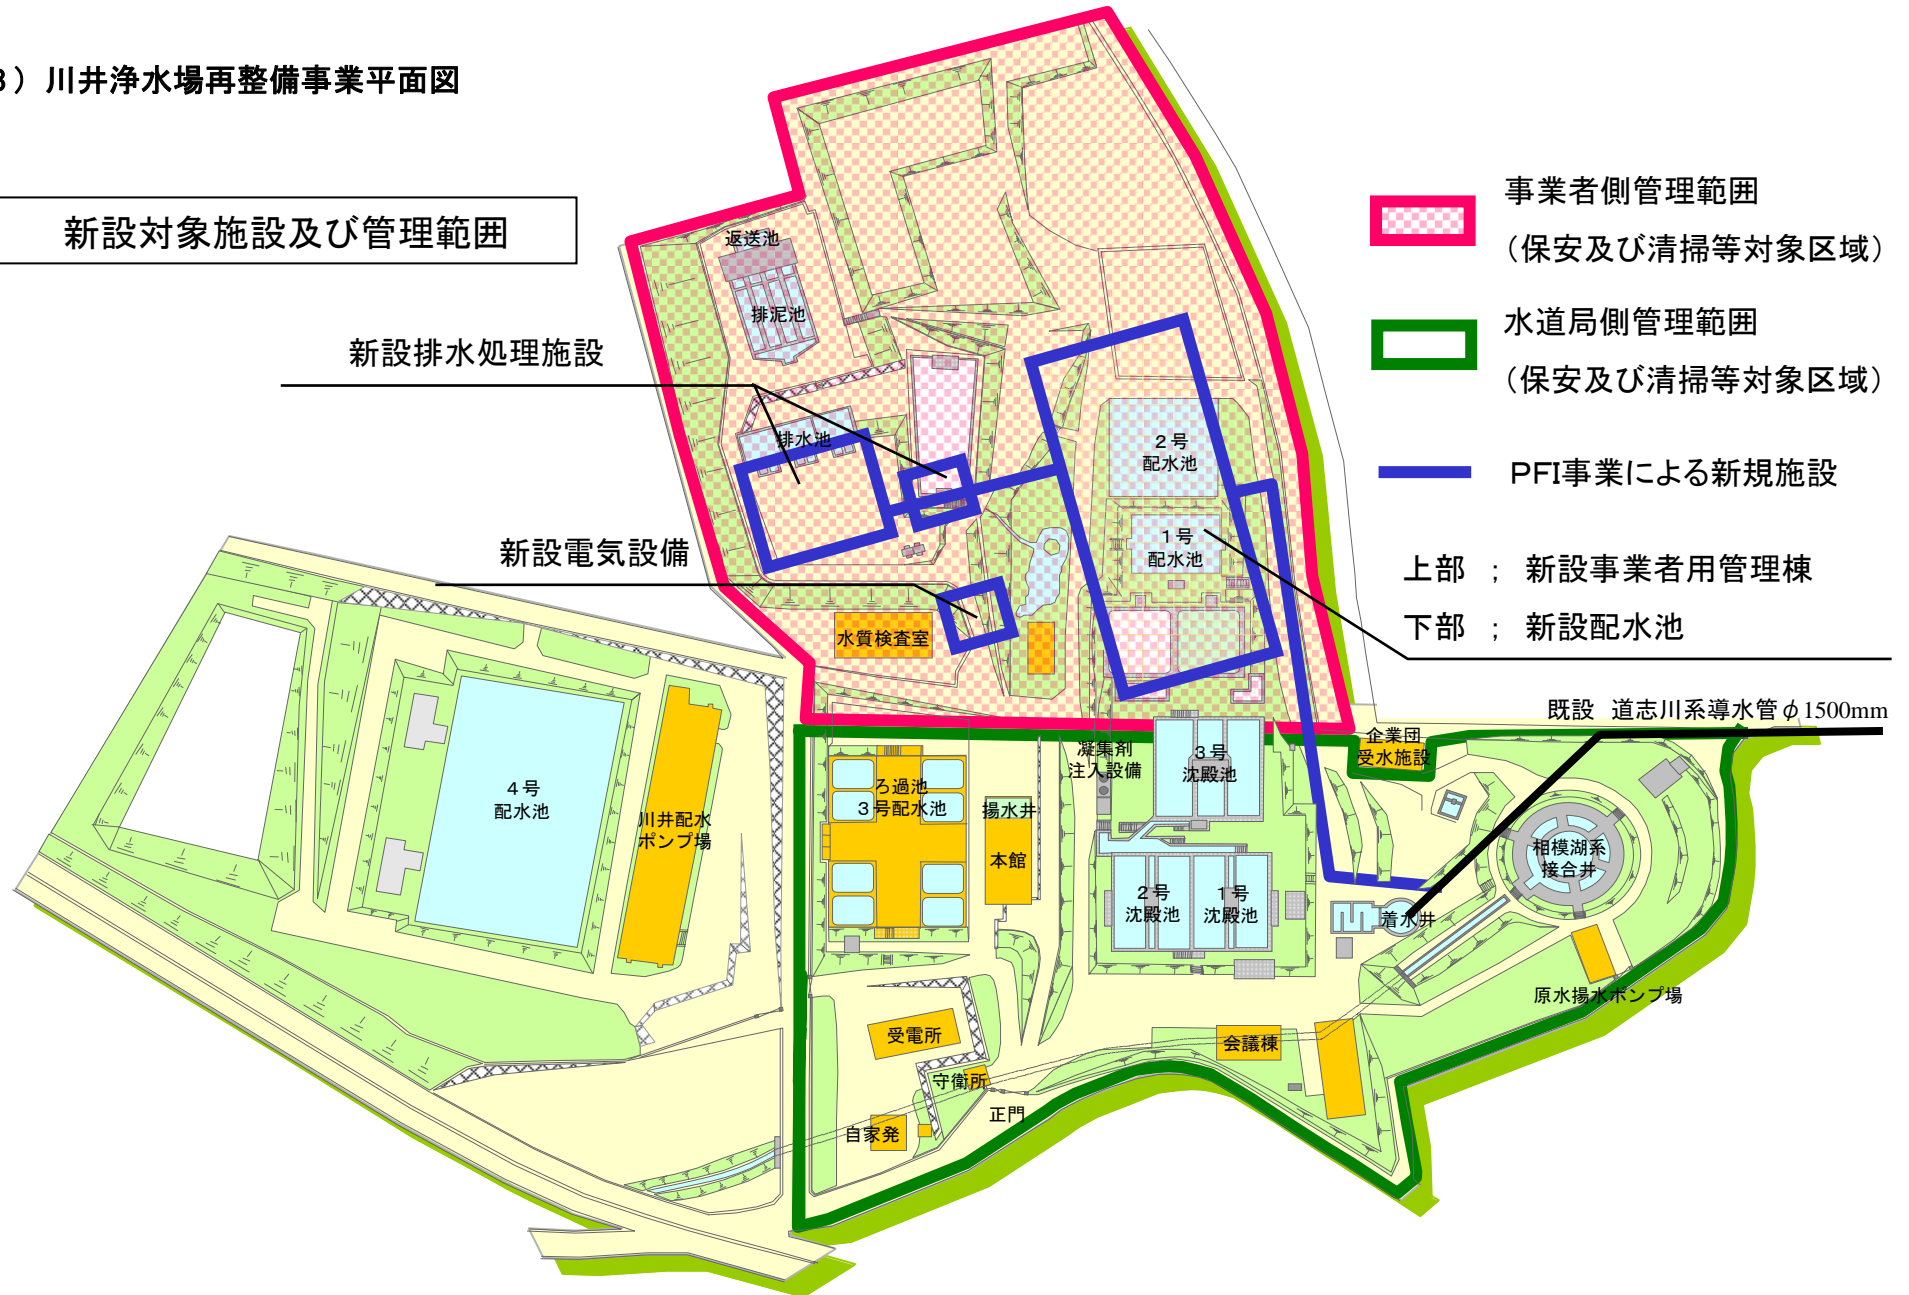 3）川井浄水場再整備事業平面図
新設対象施設及び管理範囲
事業者側管理範囲
（保安及び清掃等対象区域）
水道局側管理範囲
（保安及び清掃等対象区域）
PFI事業による新規施設
上部 ； 新設事業者用管理棟
下部 ； 新設配水池
既設 道志川系導水管φ1500mm
新設排水処理施設
新設電気設備
返送池
排泥池
排水池
２号
配水池
１号
配水池
水質検査室
４号
配水池
川井配水
ポンプ場
ろ過池
３号配水池
揚水井
本館
凝集剤
注入設備
３号
沈殿池
２号
沈殿池
１号
沈殿池
企業団
受水施設
相模湖系
接合井
着水井
原水揚水ポンプ場
会議棟
受電所
守衛所
正門
自家発